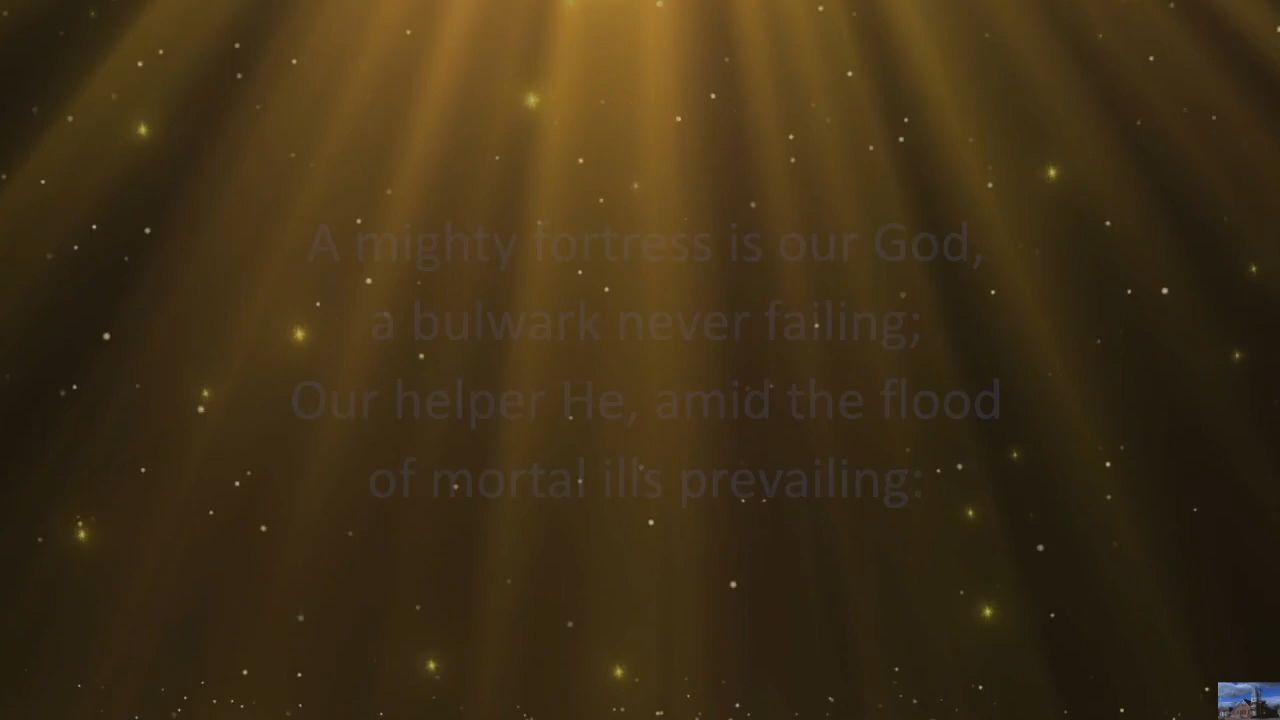 A mighty fortress is our God,
a bulwark never failing;
Our helper He, amid the flood
of mortal ills prevailing: